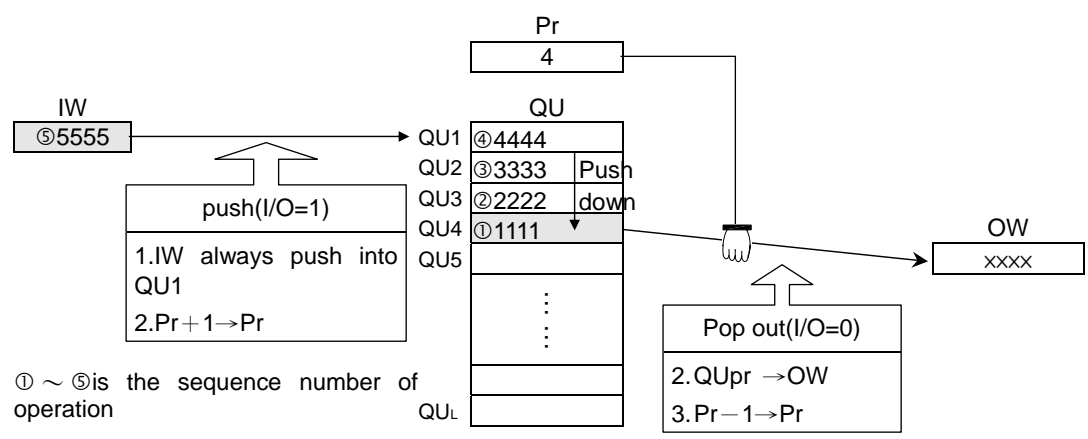 Pr
4
IW
QU
⑤5555
QU1 ④4444
QU2 ③3333 Push
QU3 ②2222 down
QU4 ①1111
QU5
push(I/O=1)
1.IW always push into
QU1
2.Pr+1→Pr
OW
xxxx
Pop out(I/O=0)
2.QUpr →OW
3.Pr−1→Pr
①~⑤is the sequence number of
operation
QUL